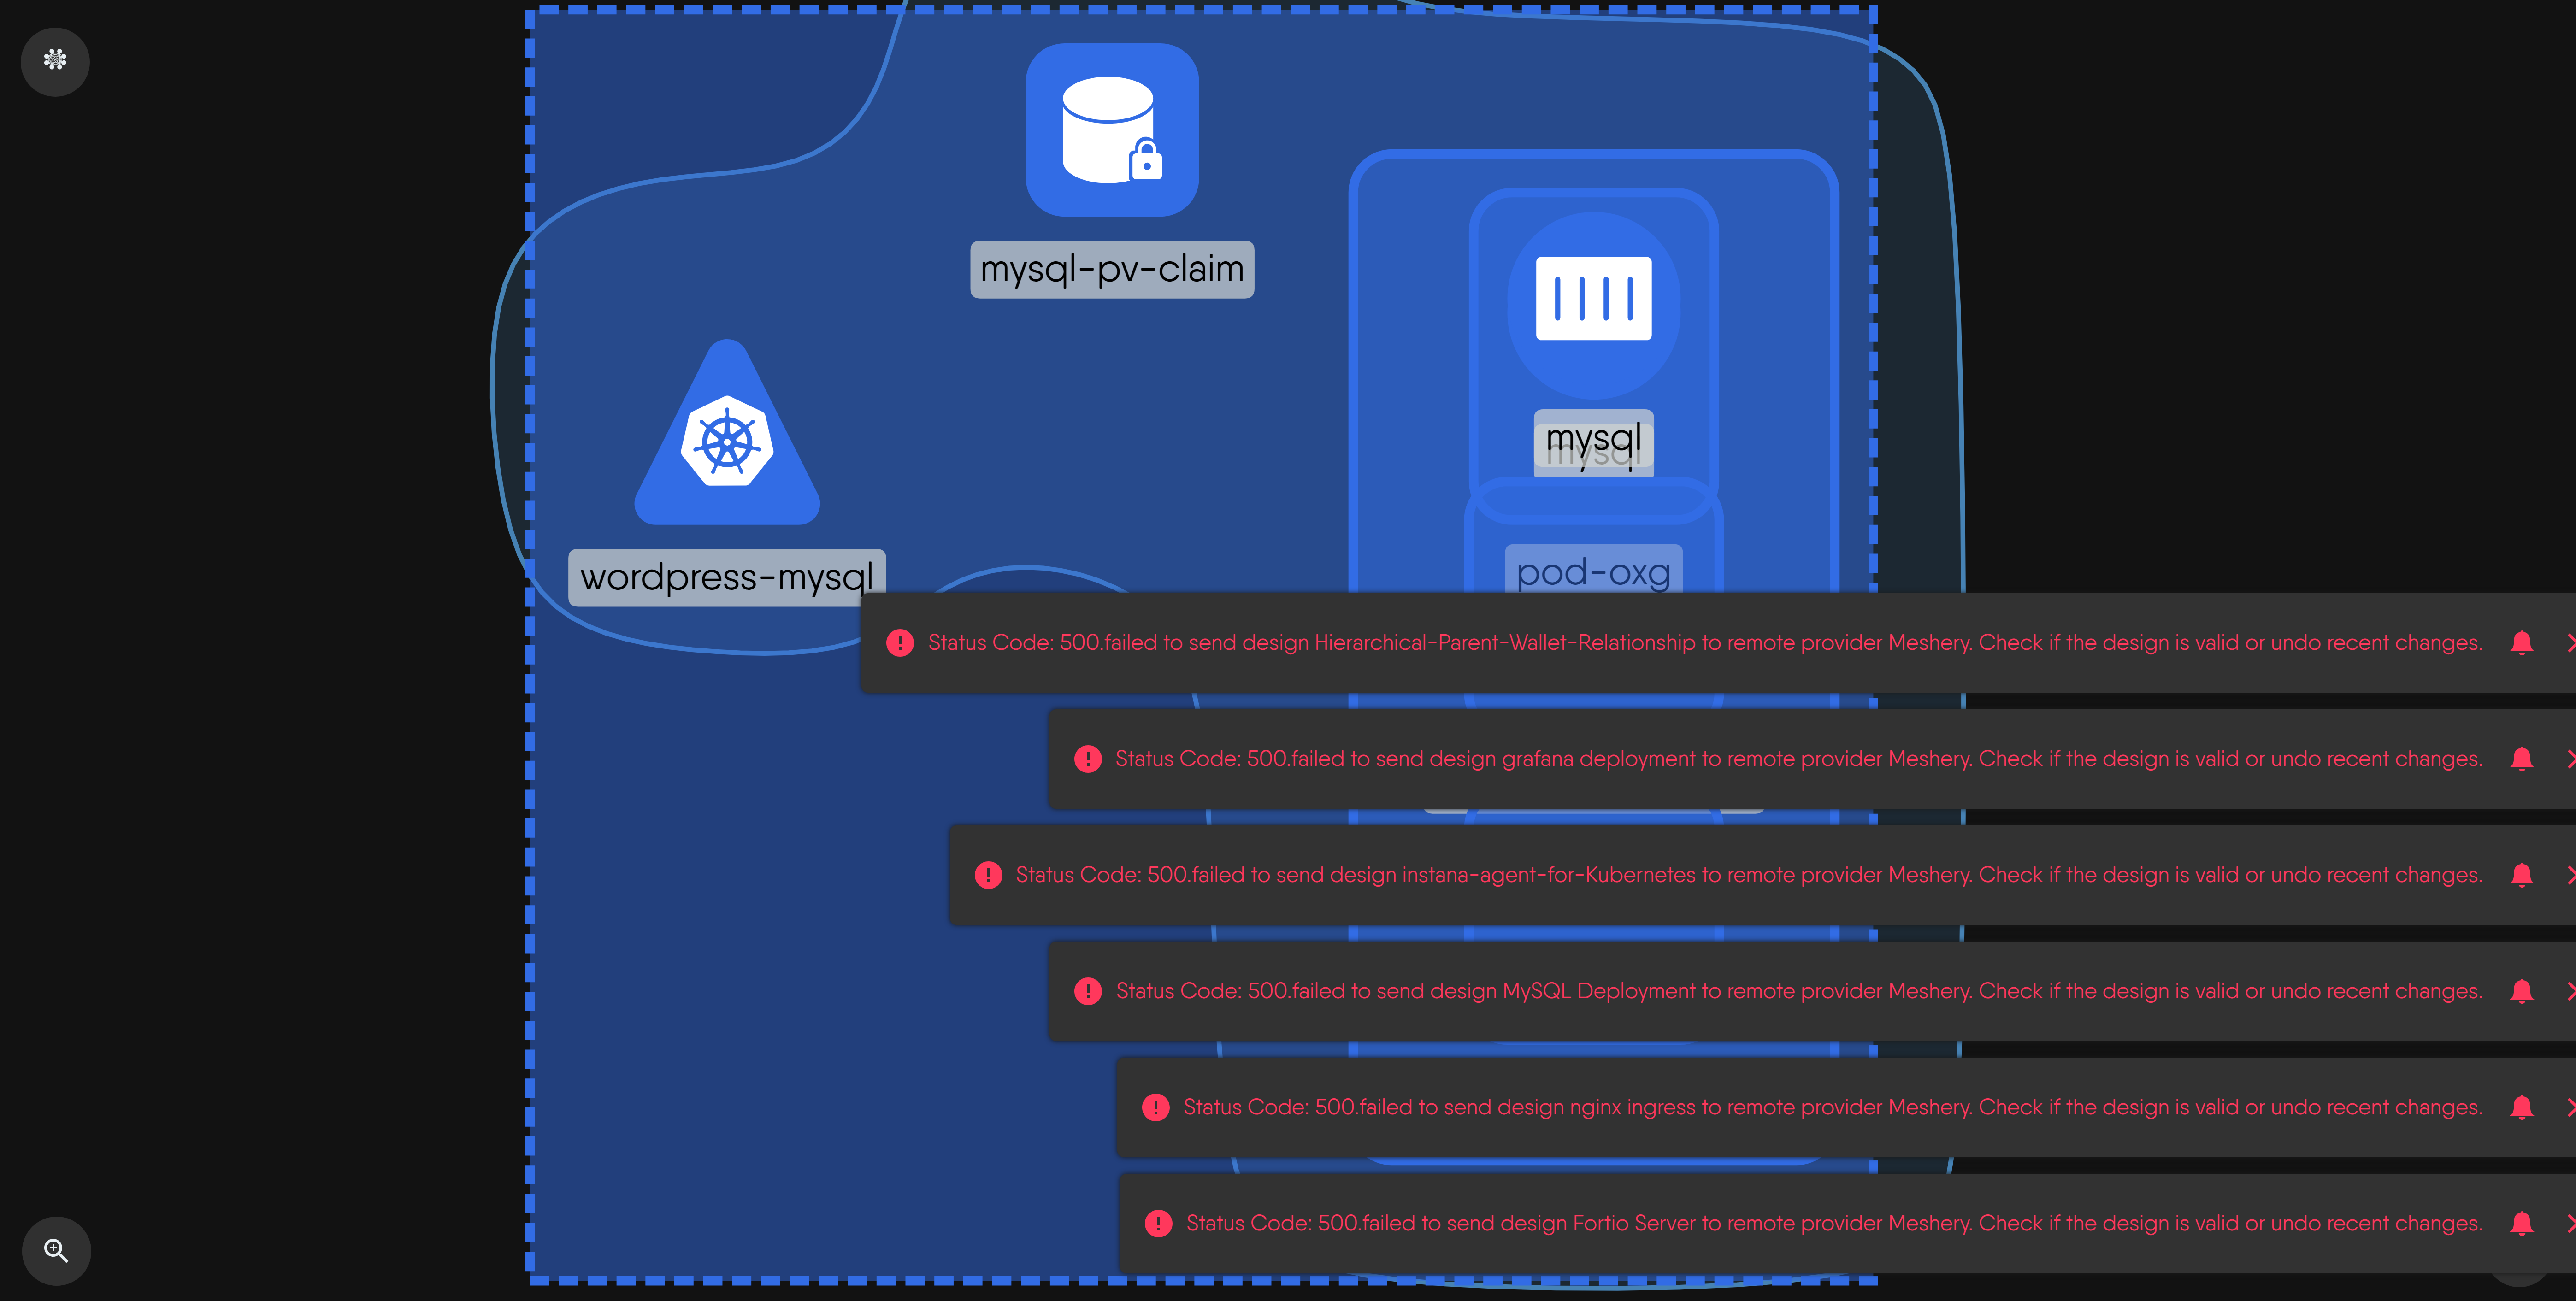 mysql-pv-claim
mysql
mysql
wordpress-mysql
pod-oxg
Status Code: 500.failed to send design Hierarchical-Parent-Wallet-Relationship to remote provider Meshery. Check if the design is valid or undo recent changes.
Status Code: 500.failed to send design grafana deployment to remote provider Meshery. Check if the design is valid or undo recent changes.
Status Code: 500.failed to send design instana-agent-for-Kubernetes to remote provider Meshery. Check if the design is valid or undo recent changes.
Status Code: 500.failed to send design MySQL Deployment to remote provider Meshery. Check if the design is valid or undo recent changes.
Status Code: 500.failed to send design nginx ingress to remote provider Meshery. Check if the design is valid or undo recent changes.
Status Code: 500.failed to send design Fortio Server to remote provider Meshery. Check if the design is valid or undo recent changes.